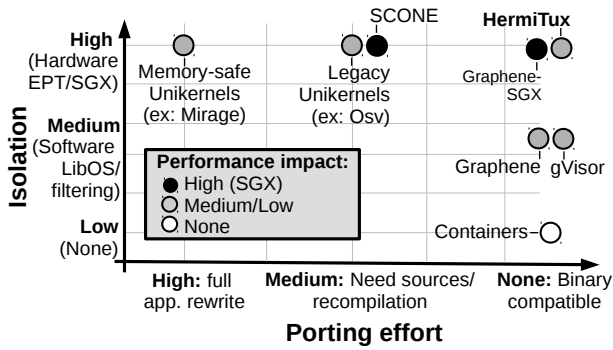 SCONE
HermiTux
High
(Hardware
EPT/SGX)
Memory-safe
Unikernels
(ex: Mirage)
Legacy
Unikernels
(ex: Osv)
Graphene-
SGX
Isolation
Medium
(Software
LibOS/
filtering)
Graphene
gVisor
Performance impact:
High (SGX)
Medium/Low
None
Low
(None)
Containers
High: full
app. rewrite
Medium: Need sources/
recompilation
None: Binary
compatible
Porting effort